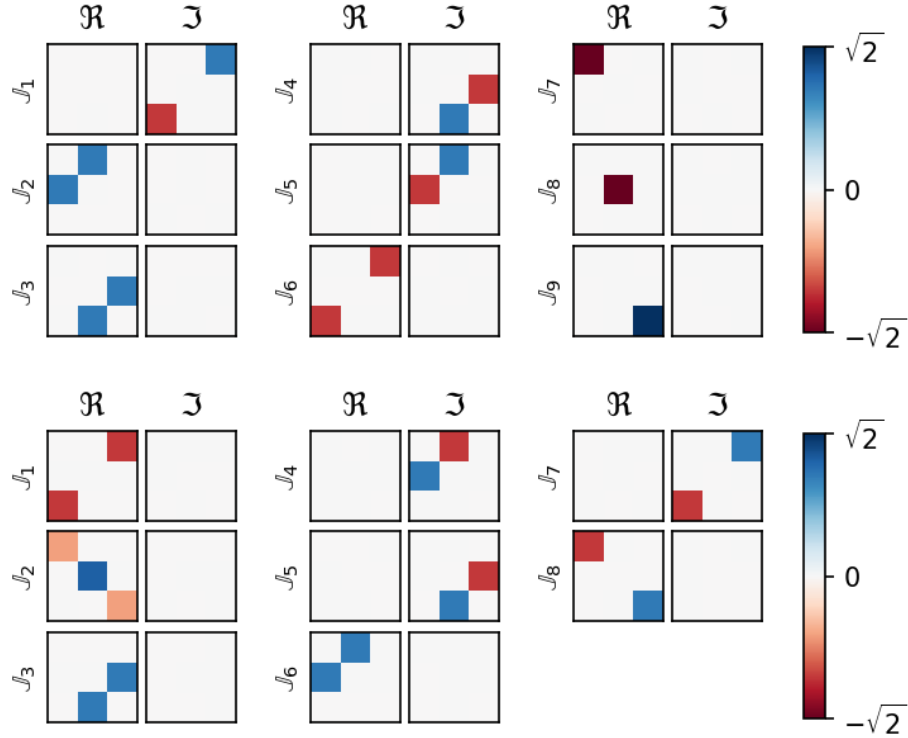 ℜ ℑ ℜ ℑ ℜ ℑ
𝕁1 𝕁4 𝕁7 √2
𝕁2 𝕁5 𝕁8 0
𝕁3 𝕁6 𝕁9 −√2
ℜ ℑ ℜ ℑ ℜ ℑ
𝕁1 𝕁4 𝕁7 √2
𝕁2 𝕁5 𝕁8 0
𝕁3 𝕁6 −√2